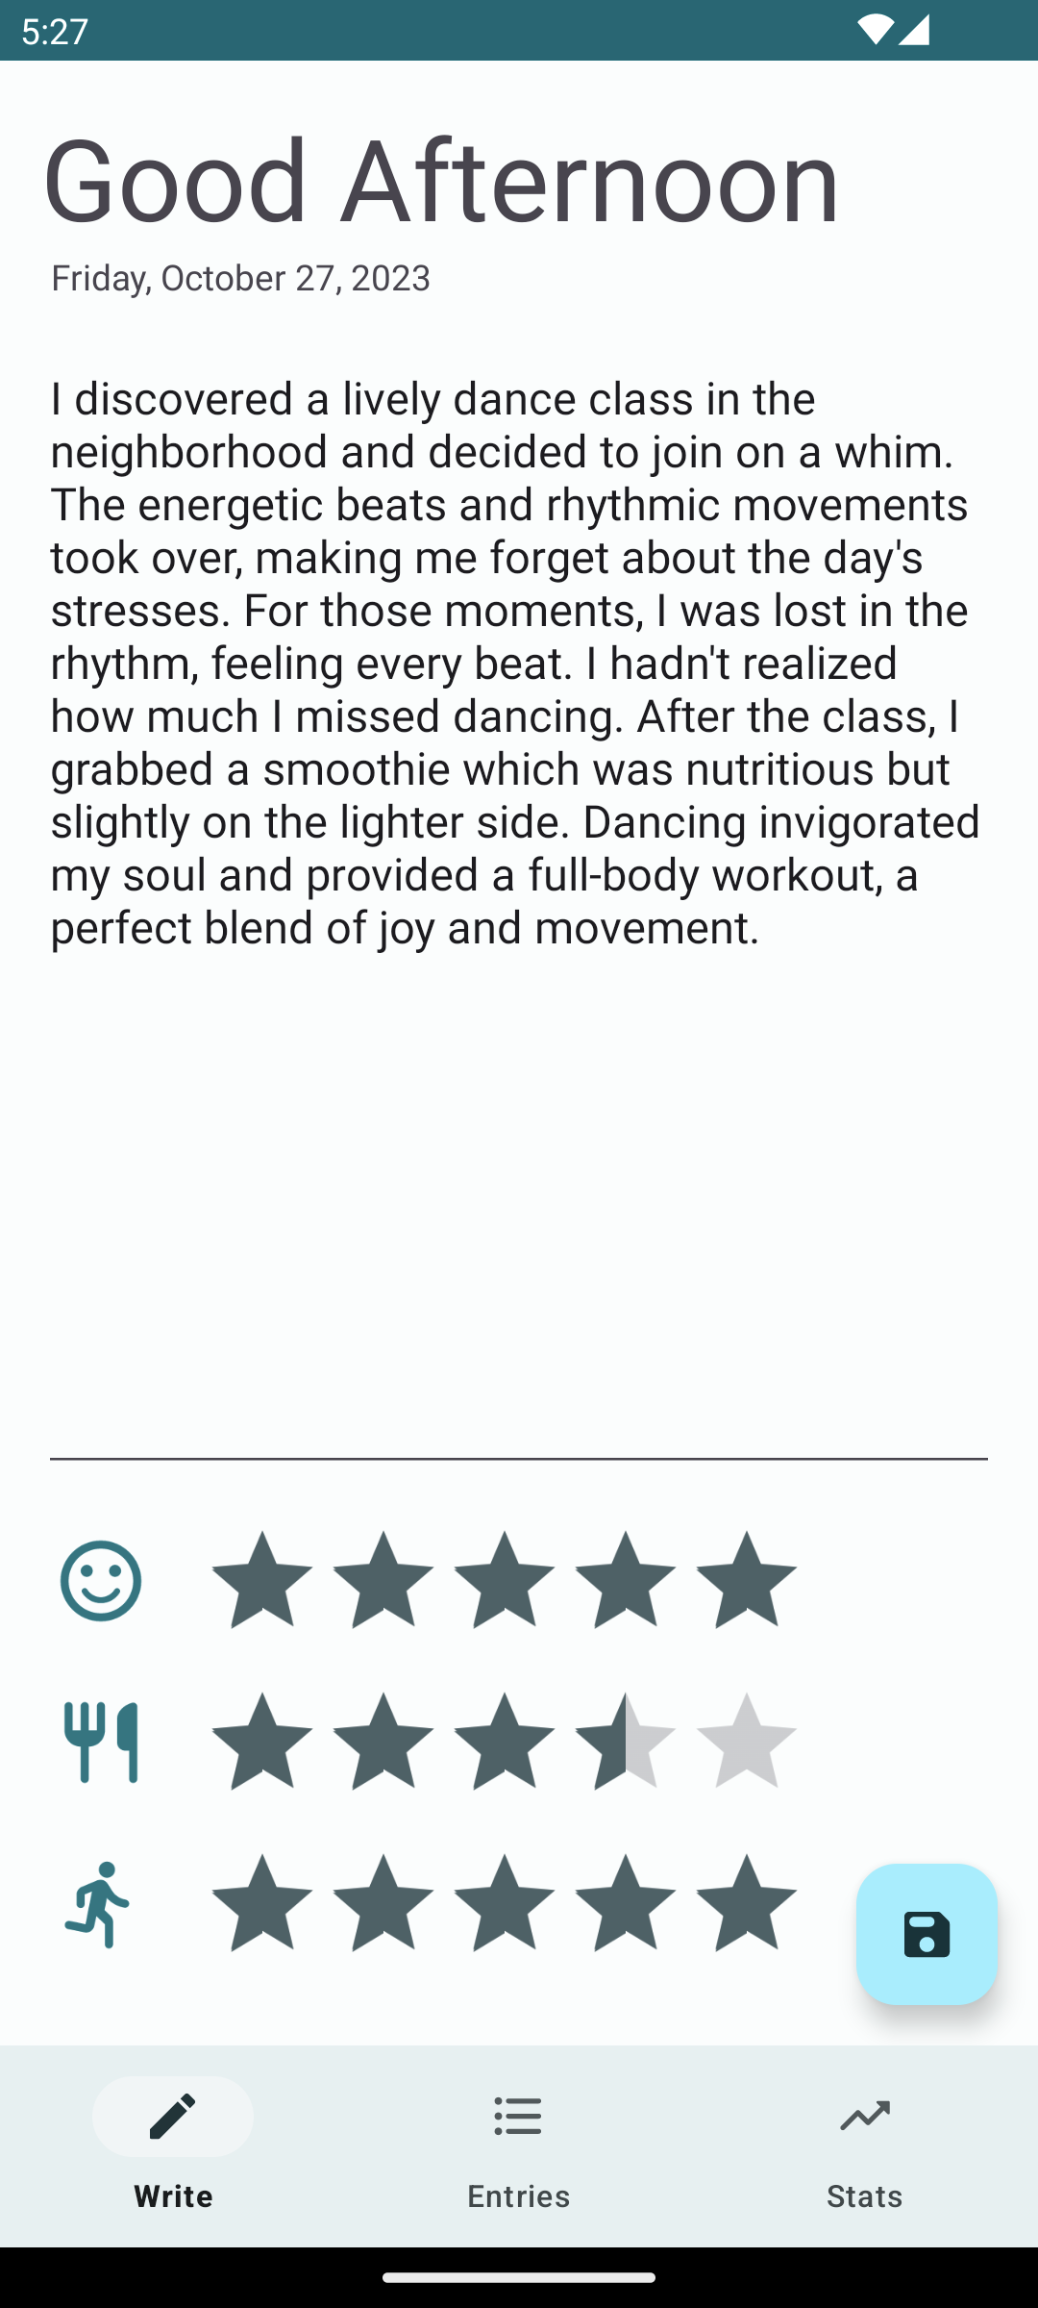 5:27
Good Afternoon
Friday, October 27, 2023
I discovered a lively dance class in the
neighborhood and decided to join on a whim.
The energetic beats and rhythmic movements
took over, making me forget about the day's
stresses. For those moments, I was lost in the
rhythm, feeling every beat. I hadn't realized
how much I missed dancing. After the class, I
grabbed a smoothie which was nutritious but
slightly on the lighter side. Dancing invigorated
my soul and provided a full-body workout, a
perfect blend of joy and movement.
Write
Entries
Stats